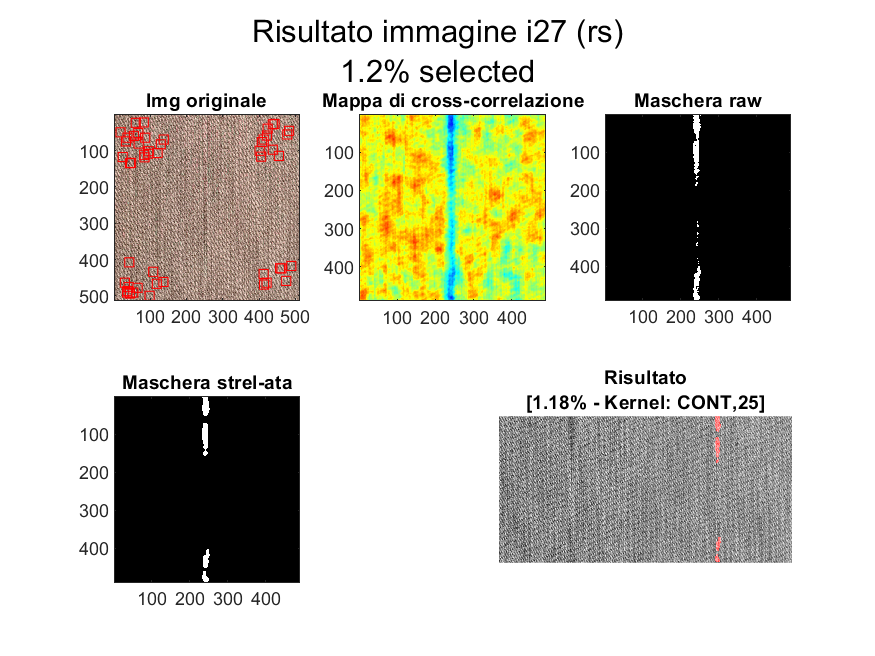 Risultato immagine i27 (rs)
1.2% selected
Img originale
100
200
300
400
500
100 200 300 400 500
Mappa di cross-correlazione
100
200
300
400
100 200 300 400
Maschera raw
100
200
300
400
100 200 300 400
Maschera strel-ata
100
200
300
400
100 200 300 400
Risultato
[1.18% - Kernel: CONT,25]